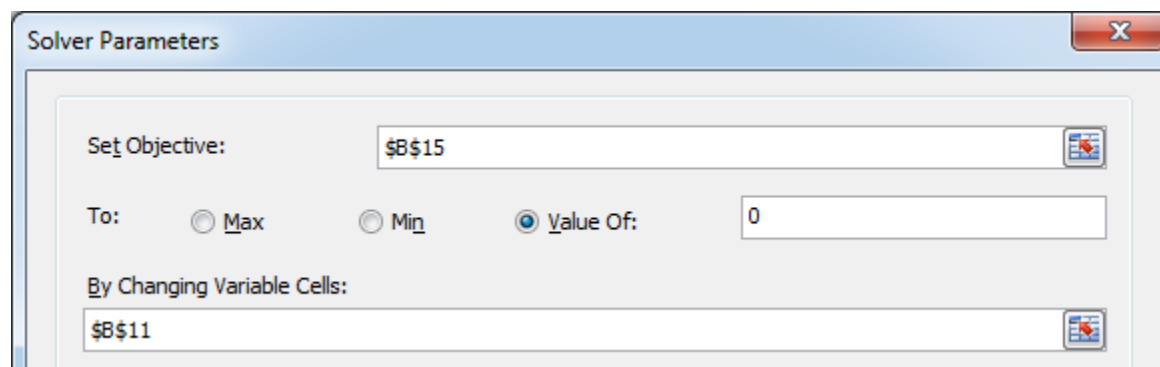 Solver Parameters
Set Objective: $B$15
To: Max Min Value Of: 0
By Changing Variable Cells:
$B$11